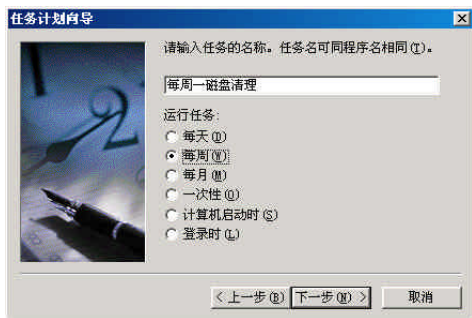 任务计划向导
请输入任务的名称。任务名可同程序名相同(T)。
每周一磁盘清理
运行任务:
每天(D)
每周(W)
每月(M)
一次性(O)
计算机启动时(S)
登录时(L)
<上一步(B) 下一步(N)> 取消